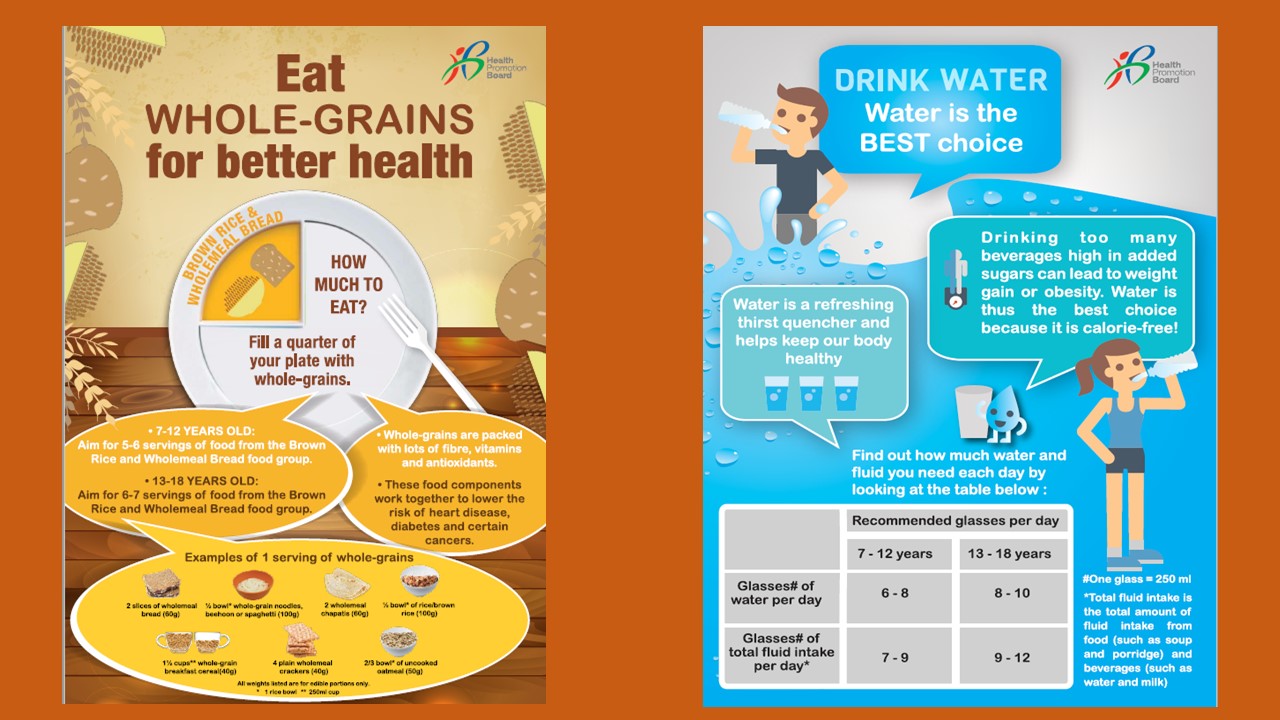 Eat
WHOLE-GRAINS
for better health
Health
Promotion
Board
BROWN RICE &
WHOLEMEAL BREAD
HOW
MUCH TO
EAT?
Fill a quarter of
your plate with
whole-grains.
• 7-12 YEARS OLD:
Aim for 5-6 servings of food from the Brown
Rice and Wholemeal Bread food group.
• 13-18 YEARS OLD:
Aim for 6-7 servings of food from the Brown
Rice and Wholemeal Bread food group.
• Whole-grains are packed
with lots of fibre, vitamins
and antioxidants.
• These food components
work together to lower the
risk of heart disease,
diabetes and certain
cancers.
Examples of 1 serving of whole-grains
2 slices of wholemeal
bread (60g)
½ bowl* whole-grain noodles,
beehoon or spaghetti (100g)
2 wholemeal
chapatis (60g)
½ bowl* of rice/brown
rice (100g)
1½ cups** whole-grain
breakfast cereal(40g)
4 plain wholemeal
crackers (40g)
2/3 bowl* of uncooked
oatmeal (50g)
All weights listed are for edible portions only.
* 1 rice bowl ** 250ml cup
DRINK WATER
Water is the
BEST choice
Health
Promotion
Board
Drinking too many
beverages high in added
sugars can lead to weight
gain or obesity. Water is
thus the best choice
because it is calorie-free!
Water is a refreshing
thirst quencher and
helps keep our body
healthy
Find out how much water and
fluid you need each day by
looking at the table below :
Recommended glasses per day
7 - 12 years 13 - 18 years
Glasses# of
water per day
6 - 8 8 - 10
Glasses# of
total fluid intake
per day*
7 - 9 9 - 12
#One glass = 250 ml
*Total fluid intake is
the total amount of
fluid intake from
food (such as soup
and porridge) and
beverages (such as
water and milk)